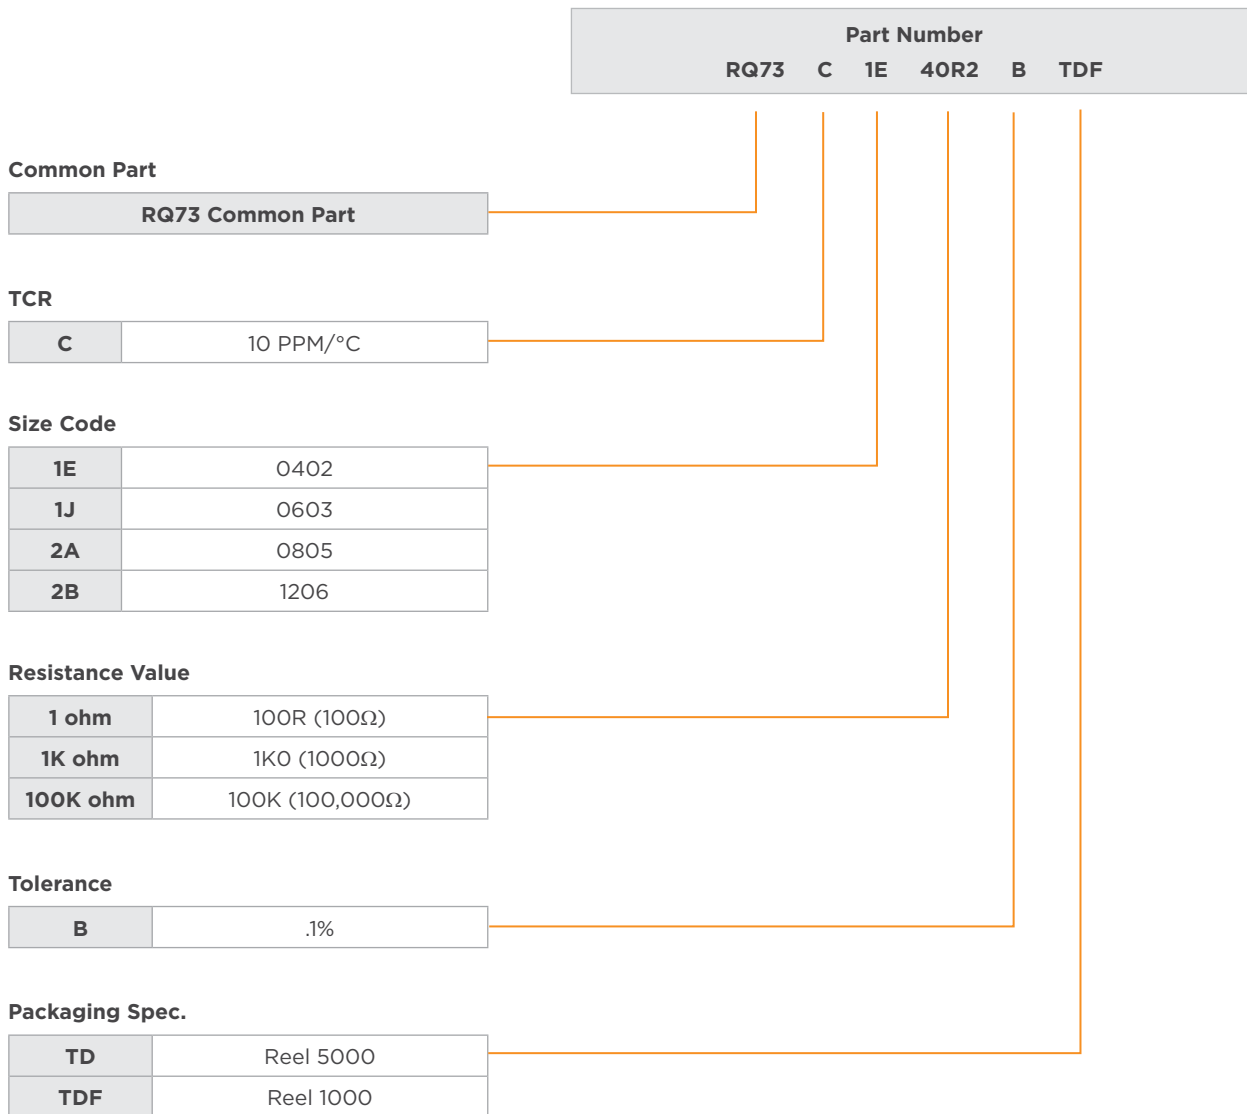 Part Number
RQ73 C 1E 40R2 B TDF
Common Part
RQ73 Common Part
TCR
C 10 PPM/°C
Size Code
1E 0402
1J 0603
2A 0805
2B 1206
Resistance Value
1 ohm 100R (100Ω)
1K ohm 1K0 (1000Ω)
100K ohm 100K (100,000Ω)
Tolerance
B .1%
Packaging Spec.
TD Reel 5000
TDF Reel 1000